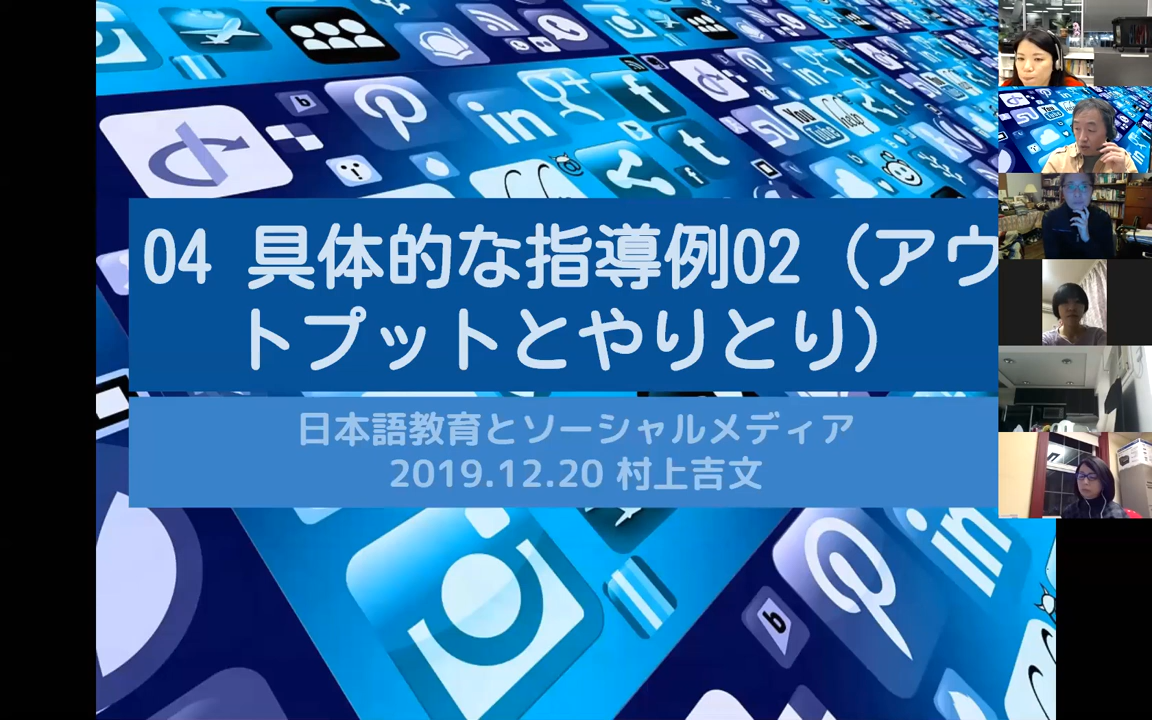 04 具体的な指導例02（アウ
トプットとやりとり）
日本語教育とソーシャルメディア
2019.12.20 村上吉文